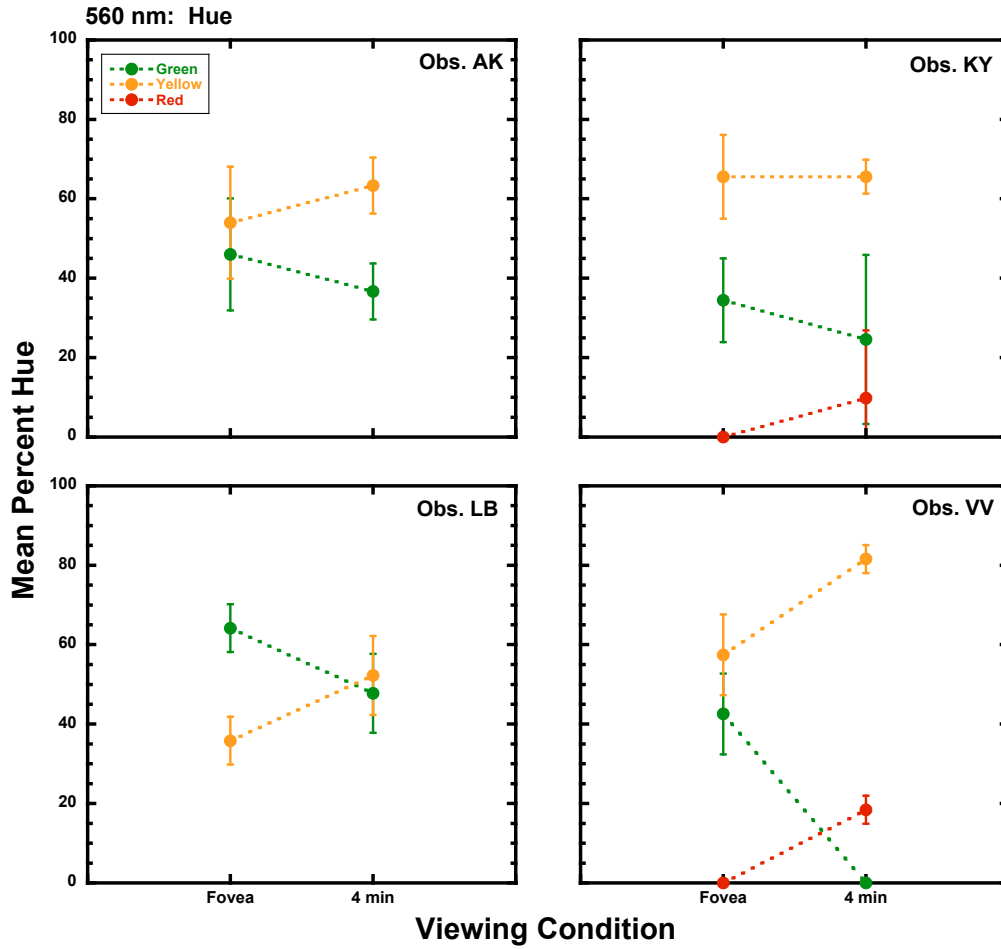 560 nm:  Hue
100
80
60
40
20
0
Green
Yellow
Red
Obs. AK
Obs. KY
Mean Percent Hue
100
80
60
40
20
0
Obs. LB
Obs. VV
Fovea
4 min
Fovea
4 min
Viewing Condition